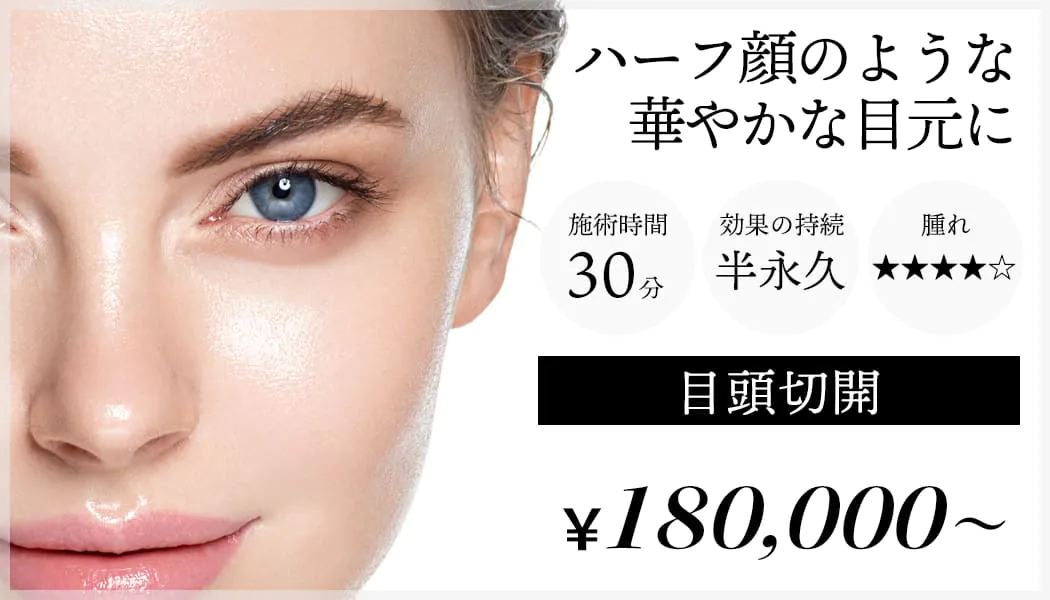 ハーフ顔のような
華やかな目元に
施術時間
30分
効果の持続
半永久
腫れ
★★★★☆
目頭切開
¥180,000~